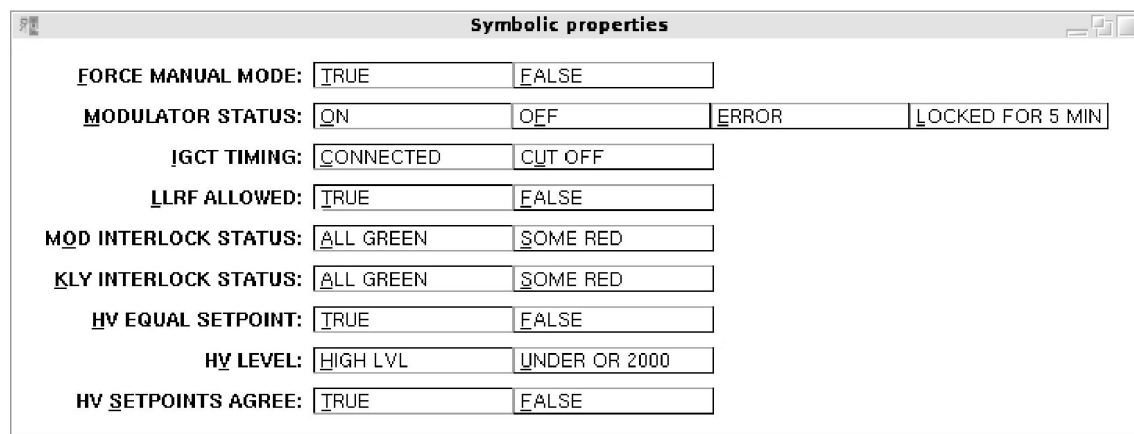 Symbolic properties
FORCE MANUAL MODE: TRUE FALSE
MODULATOR STATUS: ON OFF ERROR LOCKED FOR 5 MIN
IGCT TIMING: CONNECTED CUT OFF
LLRF ALLOWED: TRUE FALSE
MOD INTERLOCK STATUS: ALL GREEN SOME RED
KLY INTERLOCK STATUS: ALL GREEN SOME RED
HV EQUAL SETPOINT: TRUE FALSE
HV LEVEL: HIGH LVL UNDER OR 2000
HV SETPOINTS AGREE: TRUE FALSE